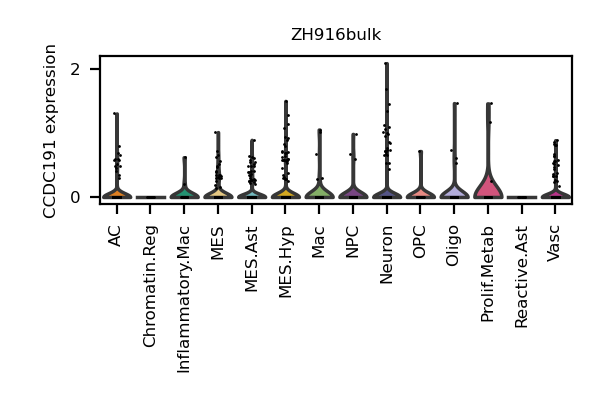 ZH916bulk
CCDC191 expression
2
0
AC
Chromatin.Reg
Inflammatory.Mac
MES
MES.Ast
MES.Hyp
Mac
NPC
Neuron
OPC
Oligo
Prolif.Metab
Reactive.Ast
Vasc